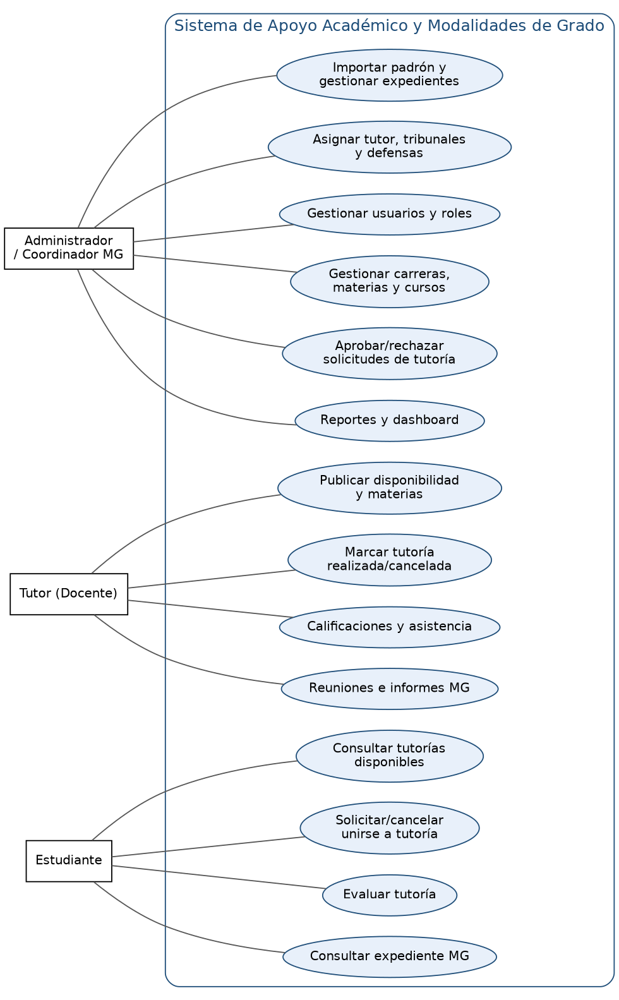 Sistema de Apoyo Académico y Modalidades de Grado
Importar padrón y
gestionar expedientes
Asignar tutor, tribunales
y defensas
Gestionar usuarios y roles
Administrador
/ Coordinador MG
Gestionar carreras,
materias y cursos
Aprobar/rechazar
solicitudes de tutoría
Reportes y dashboard
Publicar disponibilidad
y materias
Marcar tutoría
realizada/cancelada
Tutor (Docente)
Calificaciones y asistencia
Reuniones e informes MG
Consultar tutorías
disponibles
Solicitar/cancelar
unirse a tutoría
Estudiante
Evaluar tutoría
Consultar expediente MG